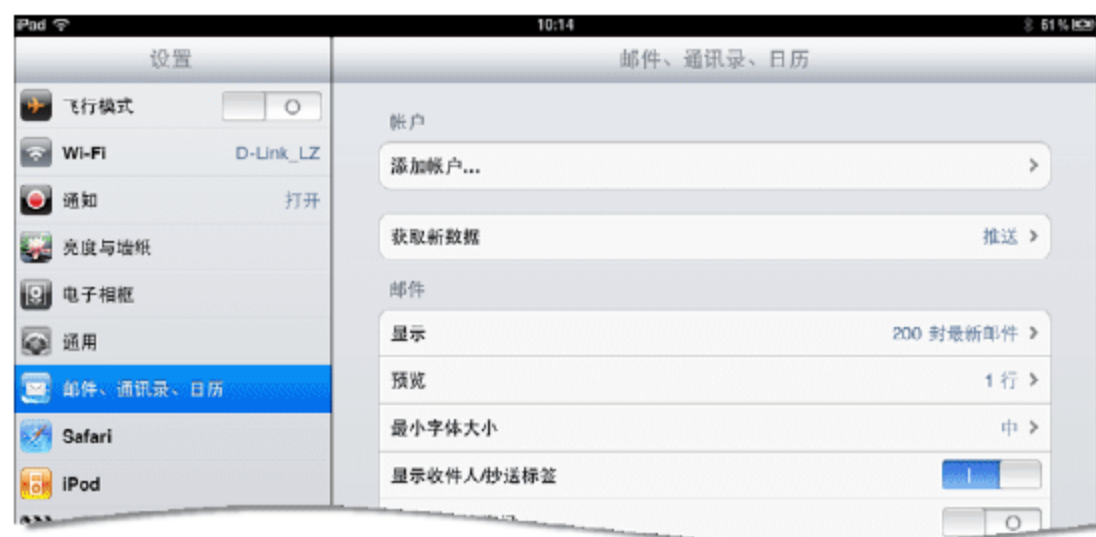 iPad 10:14 61%
设置
邮件、通讯录、日历
飞行模式
Wi-Fi D-Link_LZ
通知 打开
亮度与墙纸
电子相框
通用
邮件、通讯录、日历
Safari
iPod
帐户
添加帐户...
获取新数据 推送
邮件
显示 200 封最新邮件
预览 1 行
最小字体大小 中
显示收件人/抄送标签